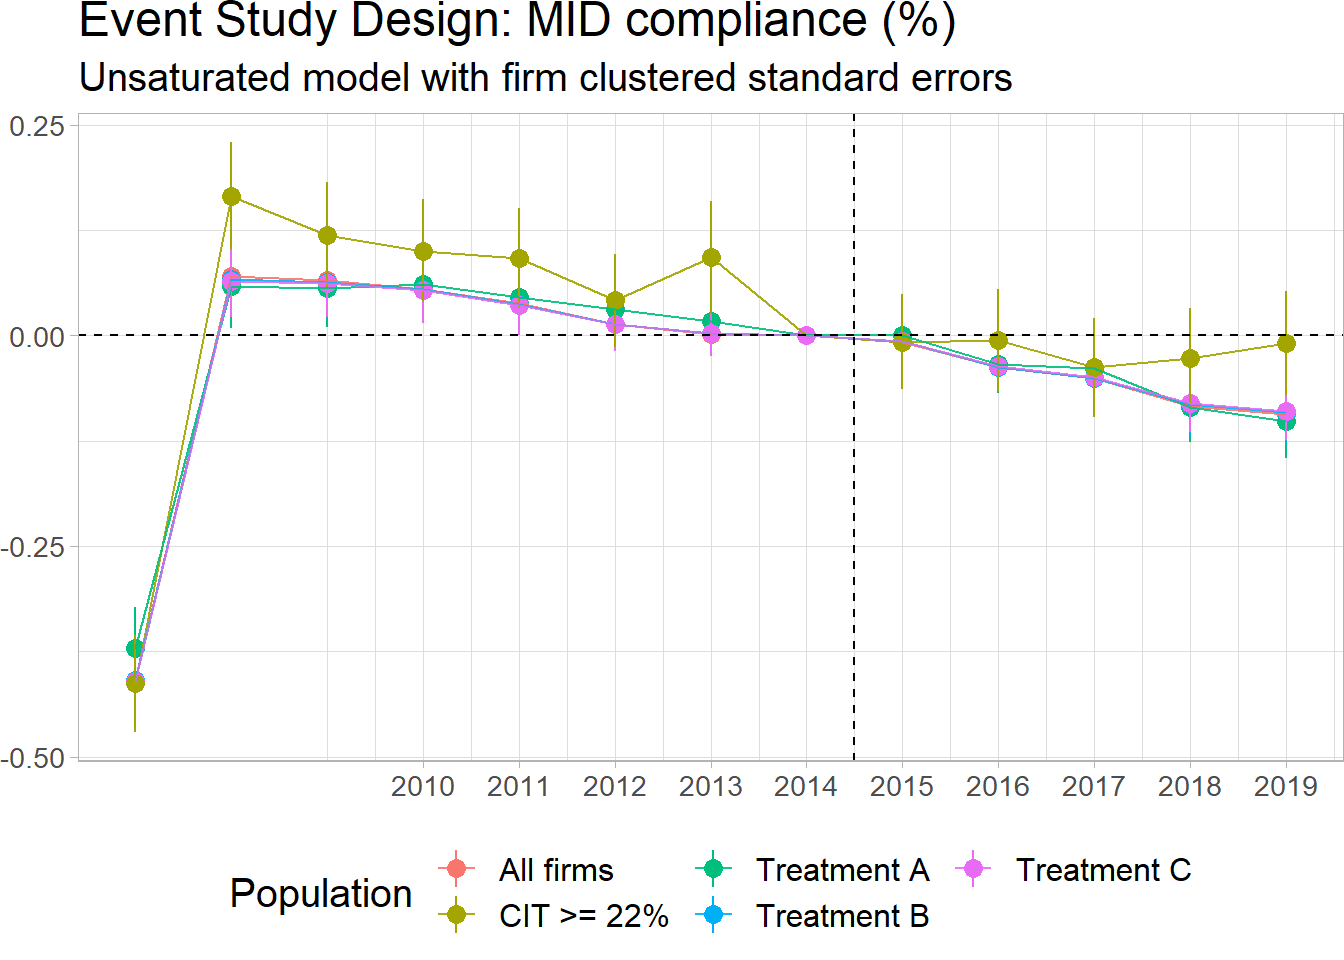 Event Study Design: MID compliance (%)
Unsaturated model with firm clustered standard errors
0.25
0.00
-0.25
-0.50
2010 2011 2012 2013 2014 2015 2016 2017 2018 2019
Population
All firms Treatment A Treatment C
CIT >= 22% Treatment B